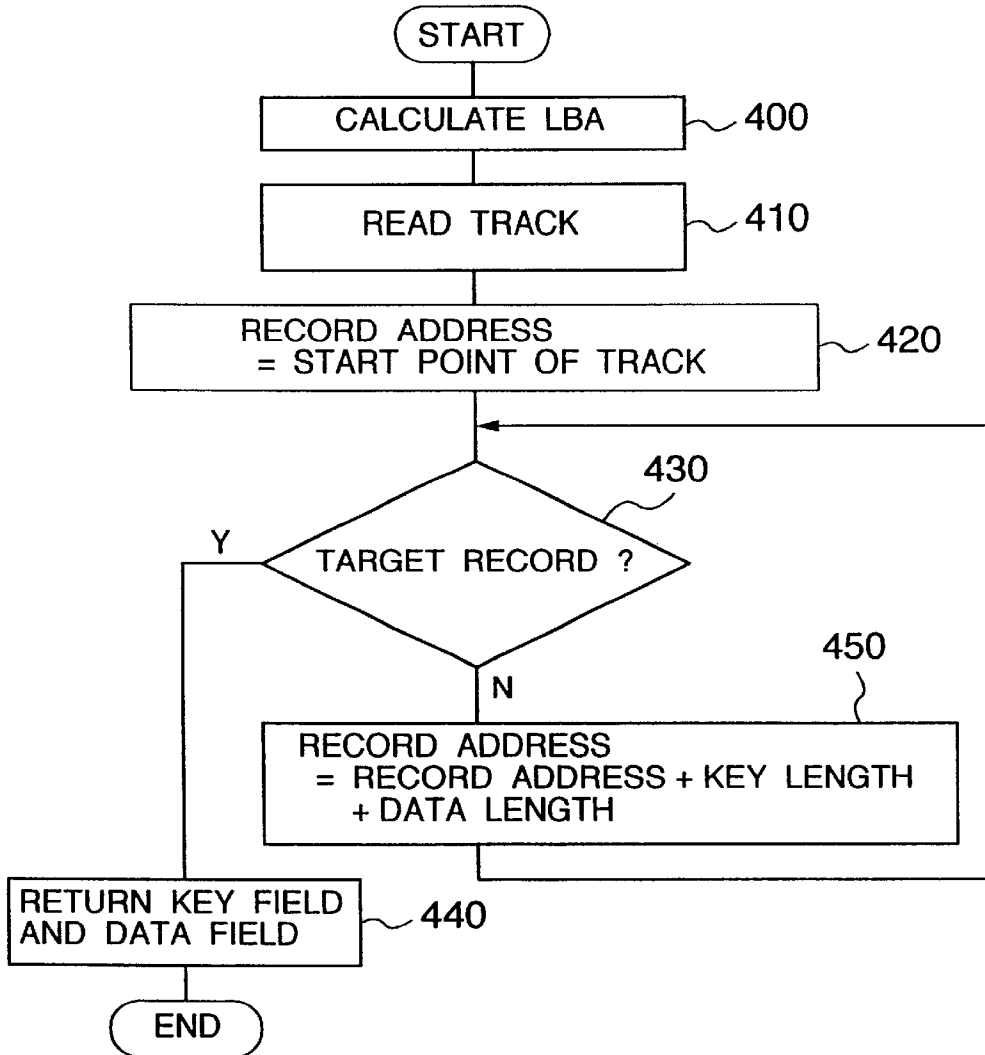 START
CALCULATE LBA
400
READ TRACK
410
RECORD ADDRESS
= START POINT OF TRACK
420
430
Y
TARGET RECORD ?
N
450
RECORD ADDRESS
= RECORD ADDRESS + KEY LENGTH
+ DATA LENGTH
RETURN KEY FIELD
AND DATA FIELD
440
END